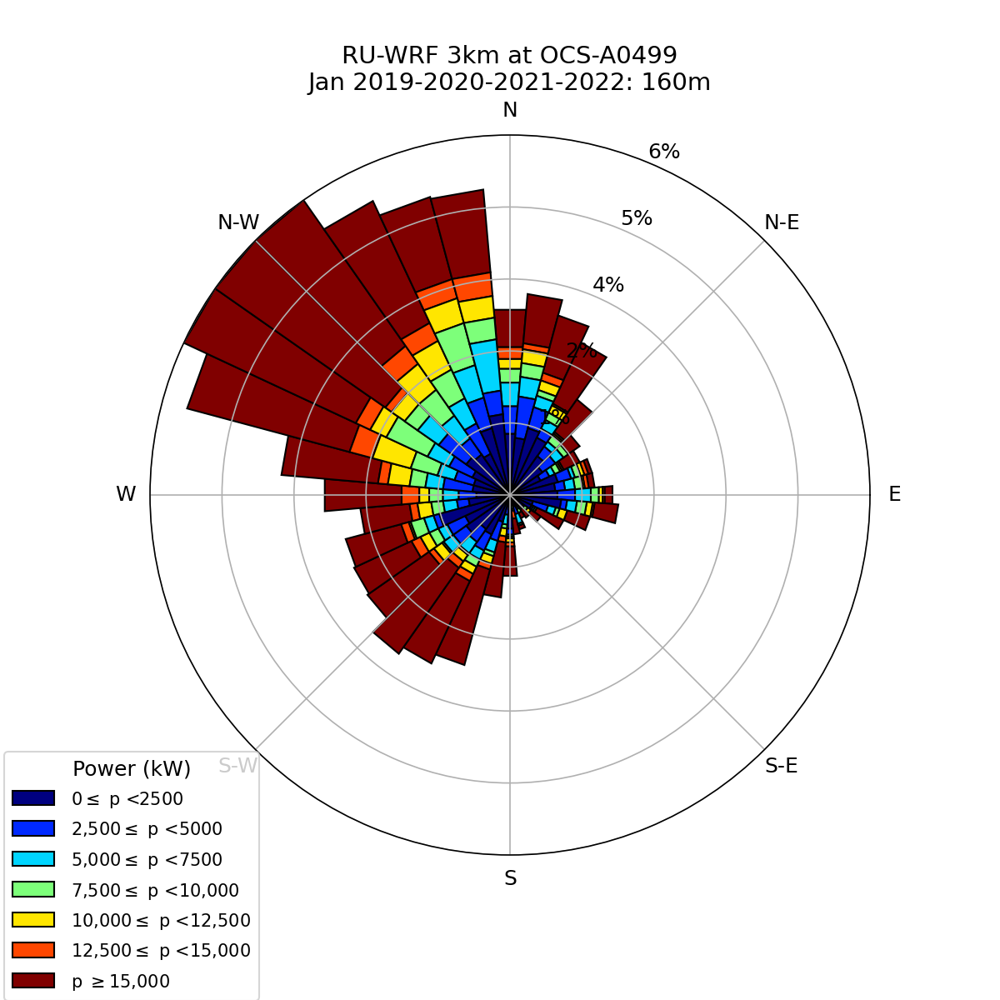 RU-WRF 3km at OCS-A0499
Jan 2019-2020-2021-2022: 160m
N
6%
N-W
5%
N-E
4%
2%
1%
W
E
S-W
S-E
S
Power (kW)
0≤ p <2500
2,500≤ p <5000
5,000≤ p <7500
7,500≤ p <10,000
10,000≤ p <12,500
12,500≤ p <15,000
p ≥15,000